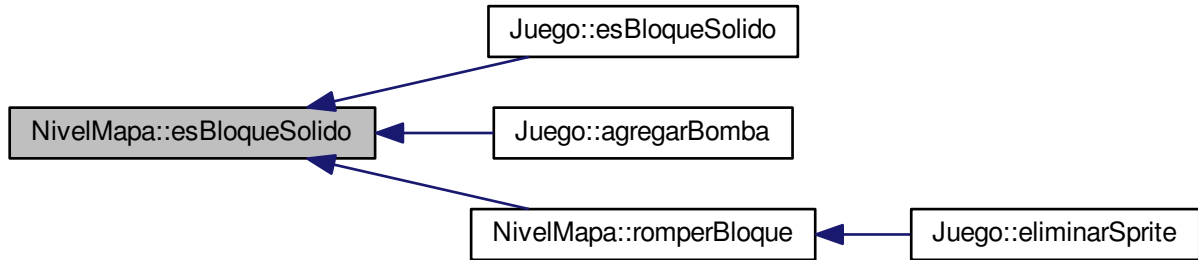 Juego::esBloqueSolido
NivelMapa::esBloqueSolido
Juego::agregarBomba
NivelMapa::romperBloque
Juego::eliminarSprite